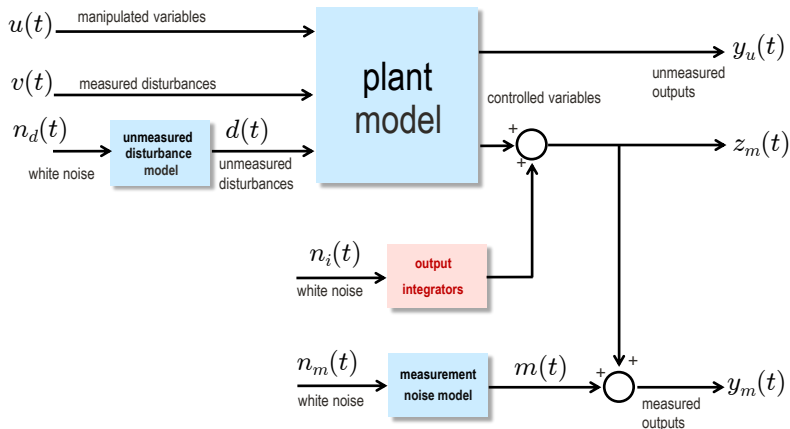 u(t)
manipulated variables
v(t)
measured disturbances
plant
model
y_u(t)
unmeasured
outputs
controlled variables
n_d(t)
white noise
unmeasured
disturbance
model
d(t)
unmeasured
disturbances
+
+
z_m(t)
n_i(t)
white noise
output
integrators
n_m(t)
white noise
measurement
noise model
m(t)
+
+
y_m(t)
measured
outputs